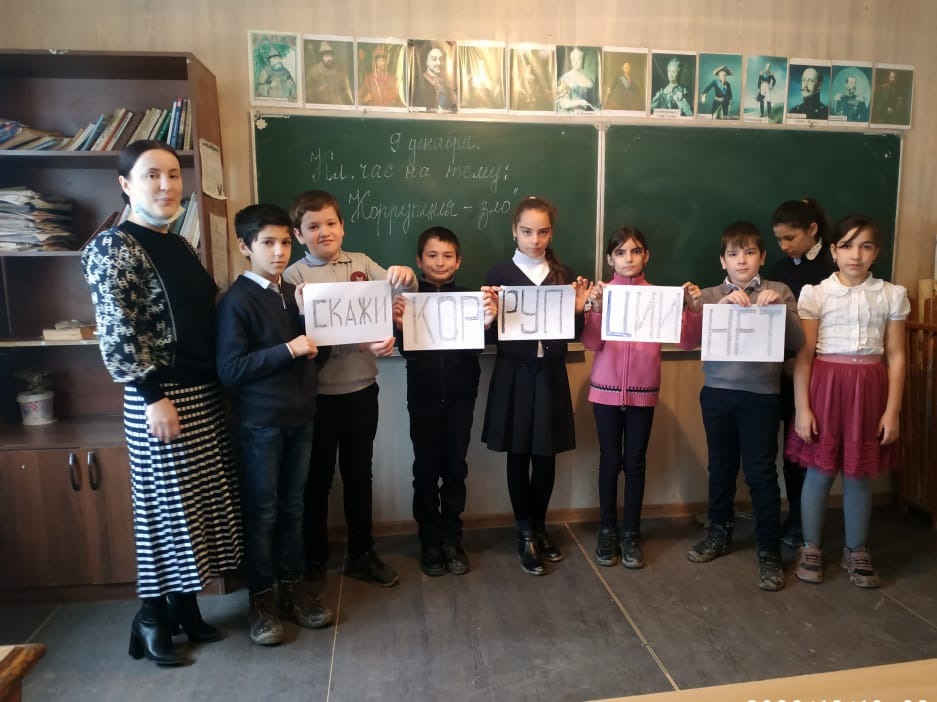 9 декабря.
Кл. час на тему:
"Коррупция - зло"
СКАЖИ КОР РУП ЦИИ НЕТ